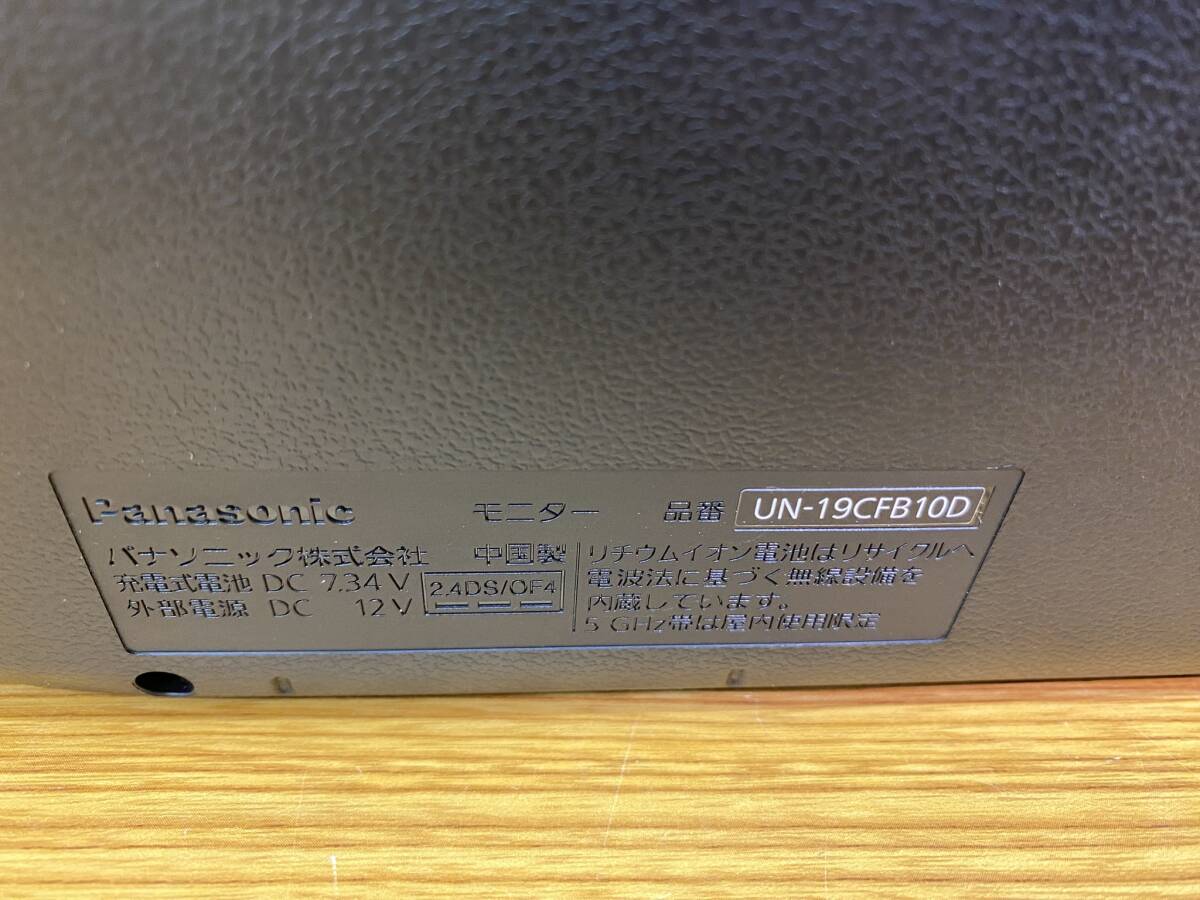 Panasonic モニター 品番 UN-19CFB10D
パナソニック株式会社 中国製
充電式電池 DC 7.34 V
外部電源 DC 12V
2.4DS/OF4
リチウムイオン電池はリサイクルへ
電波法に基づく無線設備を
内蔵しています。
5 GHz帯は屋内使用限定